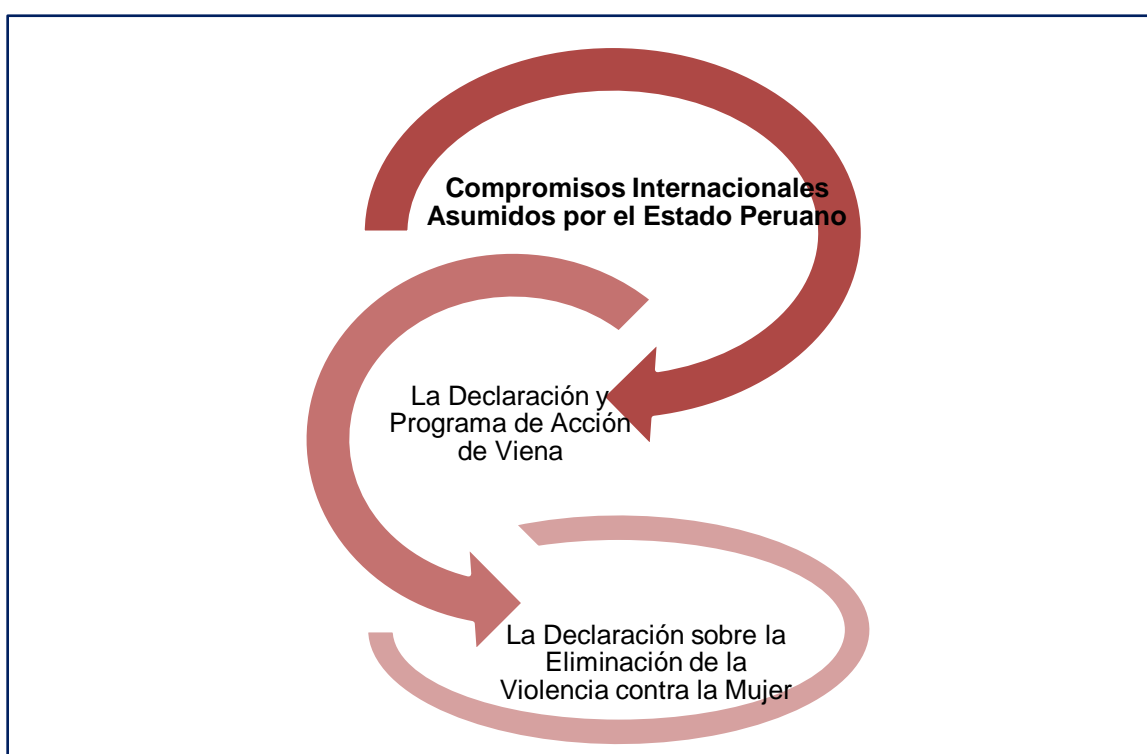 Compromisos Internacionales
Asumidos por el Estado Peruano
La Declaración y
Programa de Acción
de Viena
La Declaración sobre la
Eliminación de la
Violencia contra la Mujer